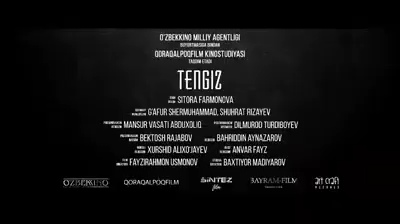 O'ZBEKKINO MILLIY AGENTLIGI
BUYURTMASIGA BINOAN
QORAQALPOQFILM KINOSTUDIYASI
TAQDIM ETADI
TENGIZ
SITORA FARMONOVA
G'AFUR SHERMUHAMMAD, SHUHRAT RIZAYEV
MANSUR VASATI ABDUXOLIQ DILMUROD TURDIBOYEV
BEKTOSH RAJABOV BAHRIDDIN AYNAZAROV
XURSHID ALIXO'JAYEV ANVAR FAYZ
FAYZIRAHMON USMONOV BAXTIYOR MADIYAROV
O'ZBEKKINO QORAQALPOQFILM SINTEZ film BAYRAM-FILM